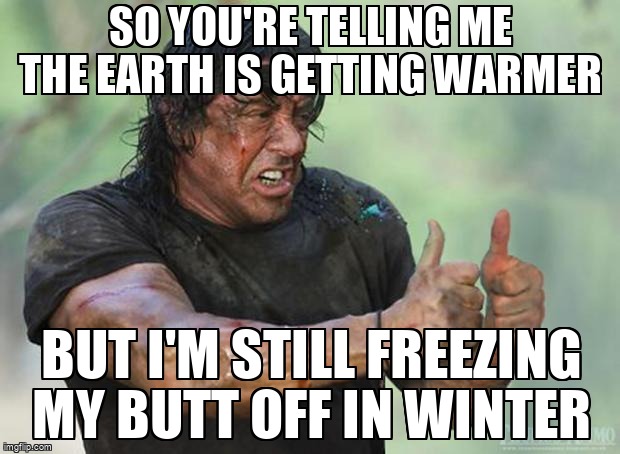 SO YOU'RE TELLING ME
THE EARTH IS GETTING WARMER
BUT I'M STILL FREEZING
MY BUTT OFF IN WINTER
imgflip.com